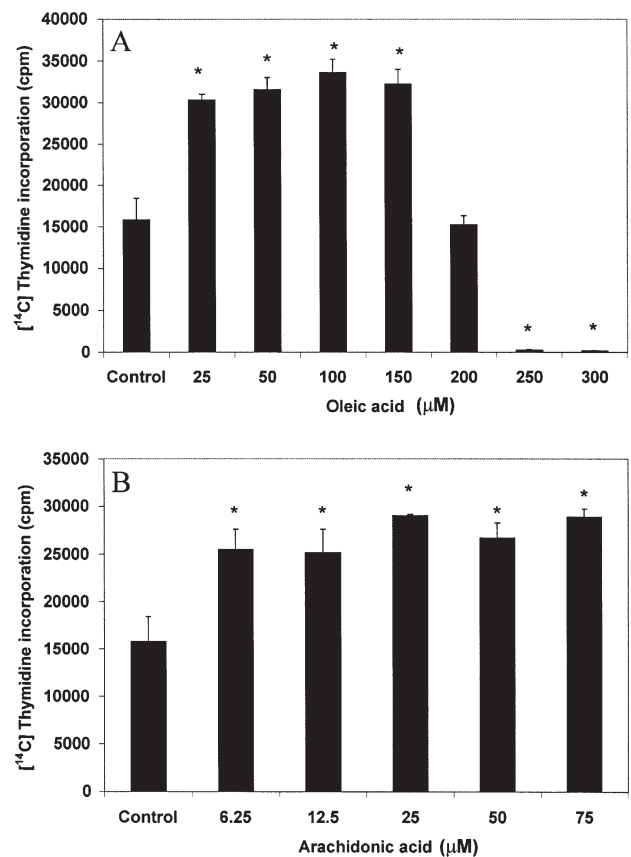 A
[¹⁴C] Thymidine incorporation (cpm)
40000
35000
30000
25000
20000
15000
10000
5000
0
* * * * * *
Control 25 50 100 150 200 250 300
Oleic acid (μM)
B
[¹⁴C] Thymidine incorporation (cpm)
35000
30000
25000
20000
15000
10000
5000
0
* * * * *
Control 6.25 12.5 25 50 75
Arachidonic acid (μM)